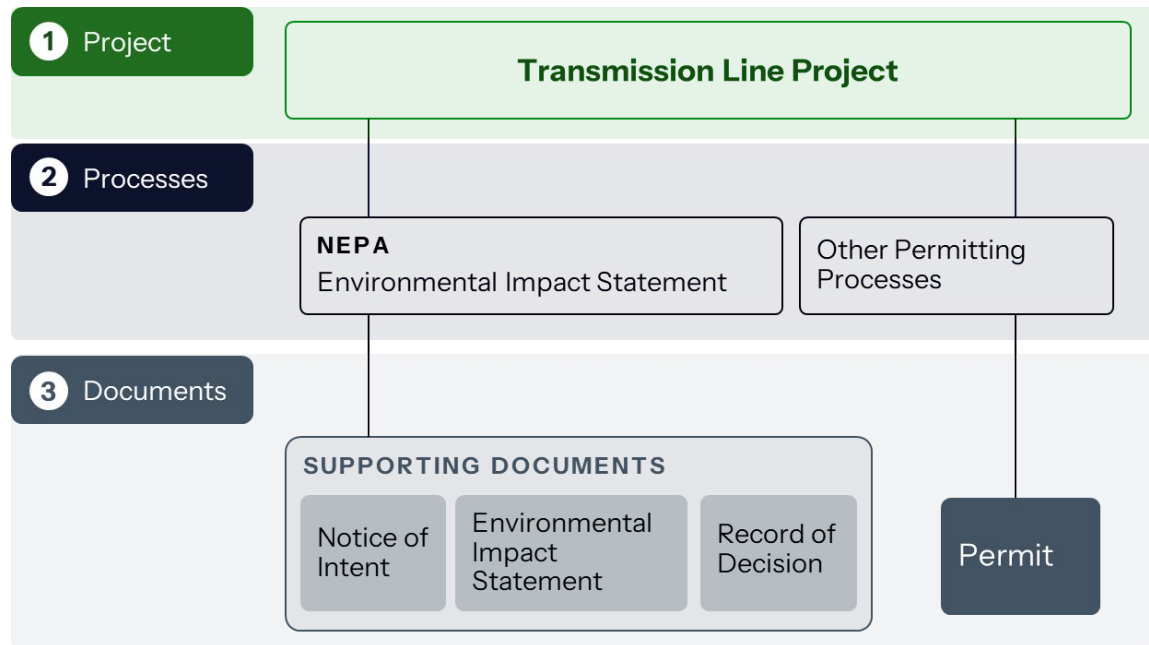 1 Project
Transmission Line Project
2 Processes
NEPA
Environmental Impact Statement
Other Permitting
Processes
3 Documents
SUPPORTING DOCUMENTS
Notice of
Intent
Environmental
Impact
Statement
Record of
Decision
Permit